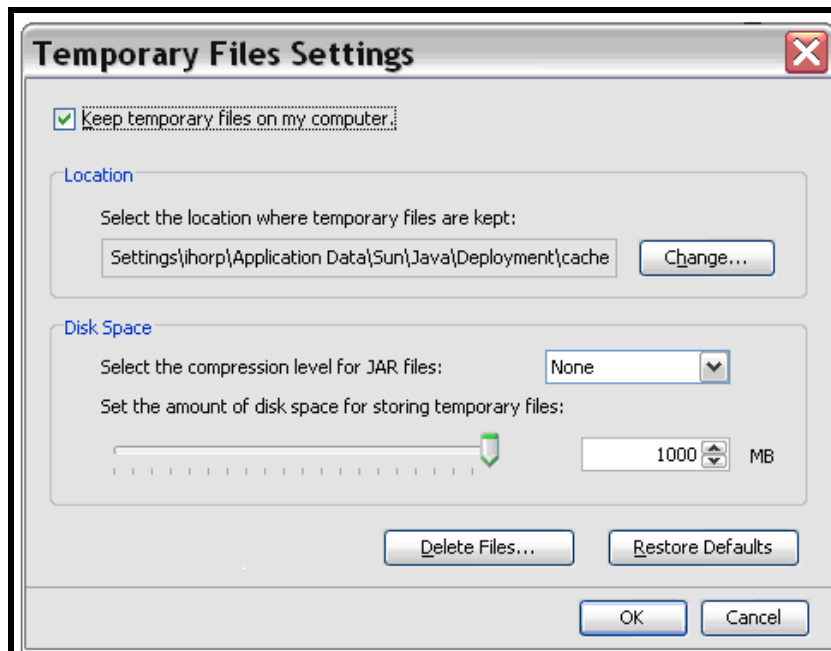 Temporary Files Settings
Keep temporary files on my computer.
Location
Select the location where temporary files are kept:
Settings\ihorp\Application Data\Sun\Java\Deployment\cache
Change...
Disk Space
Select the compression level for JAR files:
None
Set the amount of disk space for storing temporary files:
1000 MB
Delete Files...
Restore Defaults
OK
Cancel